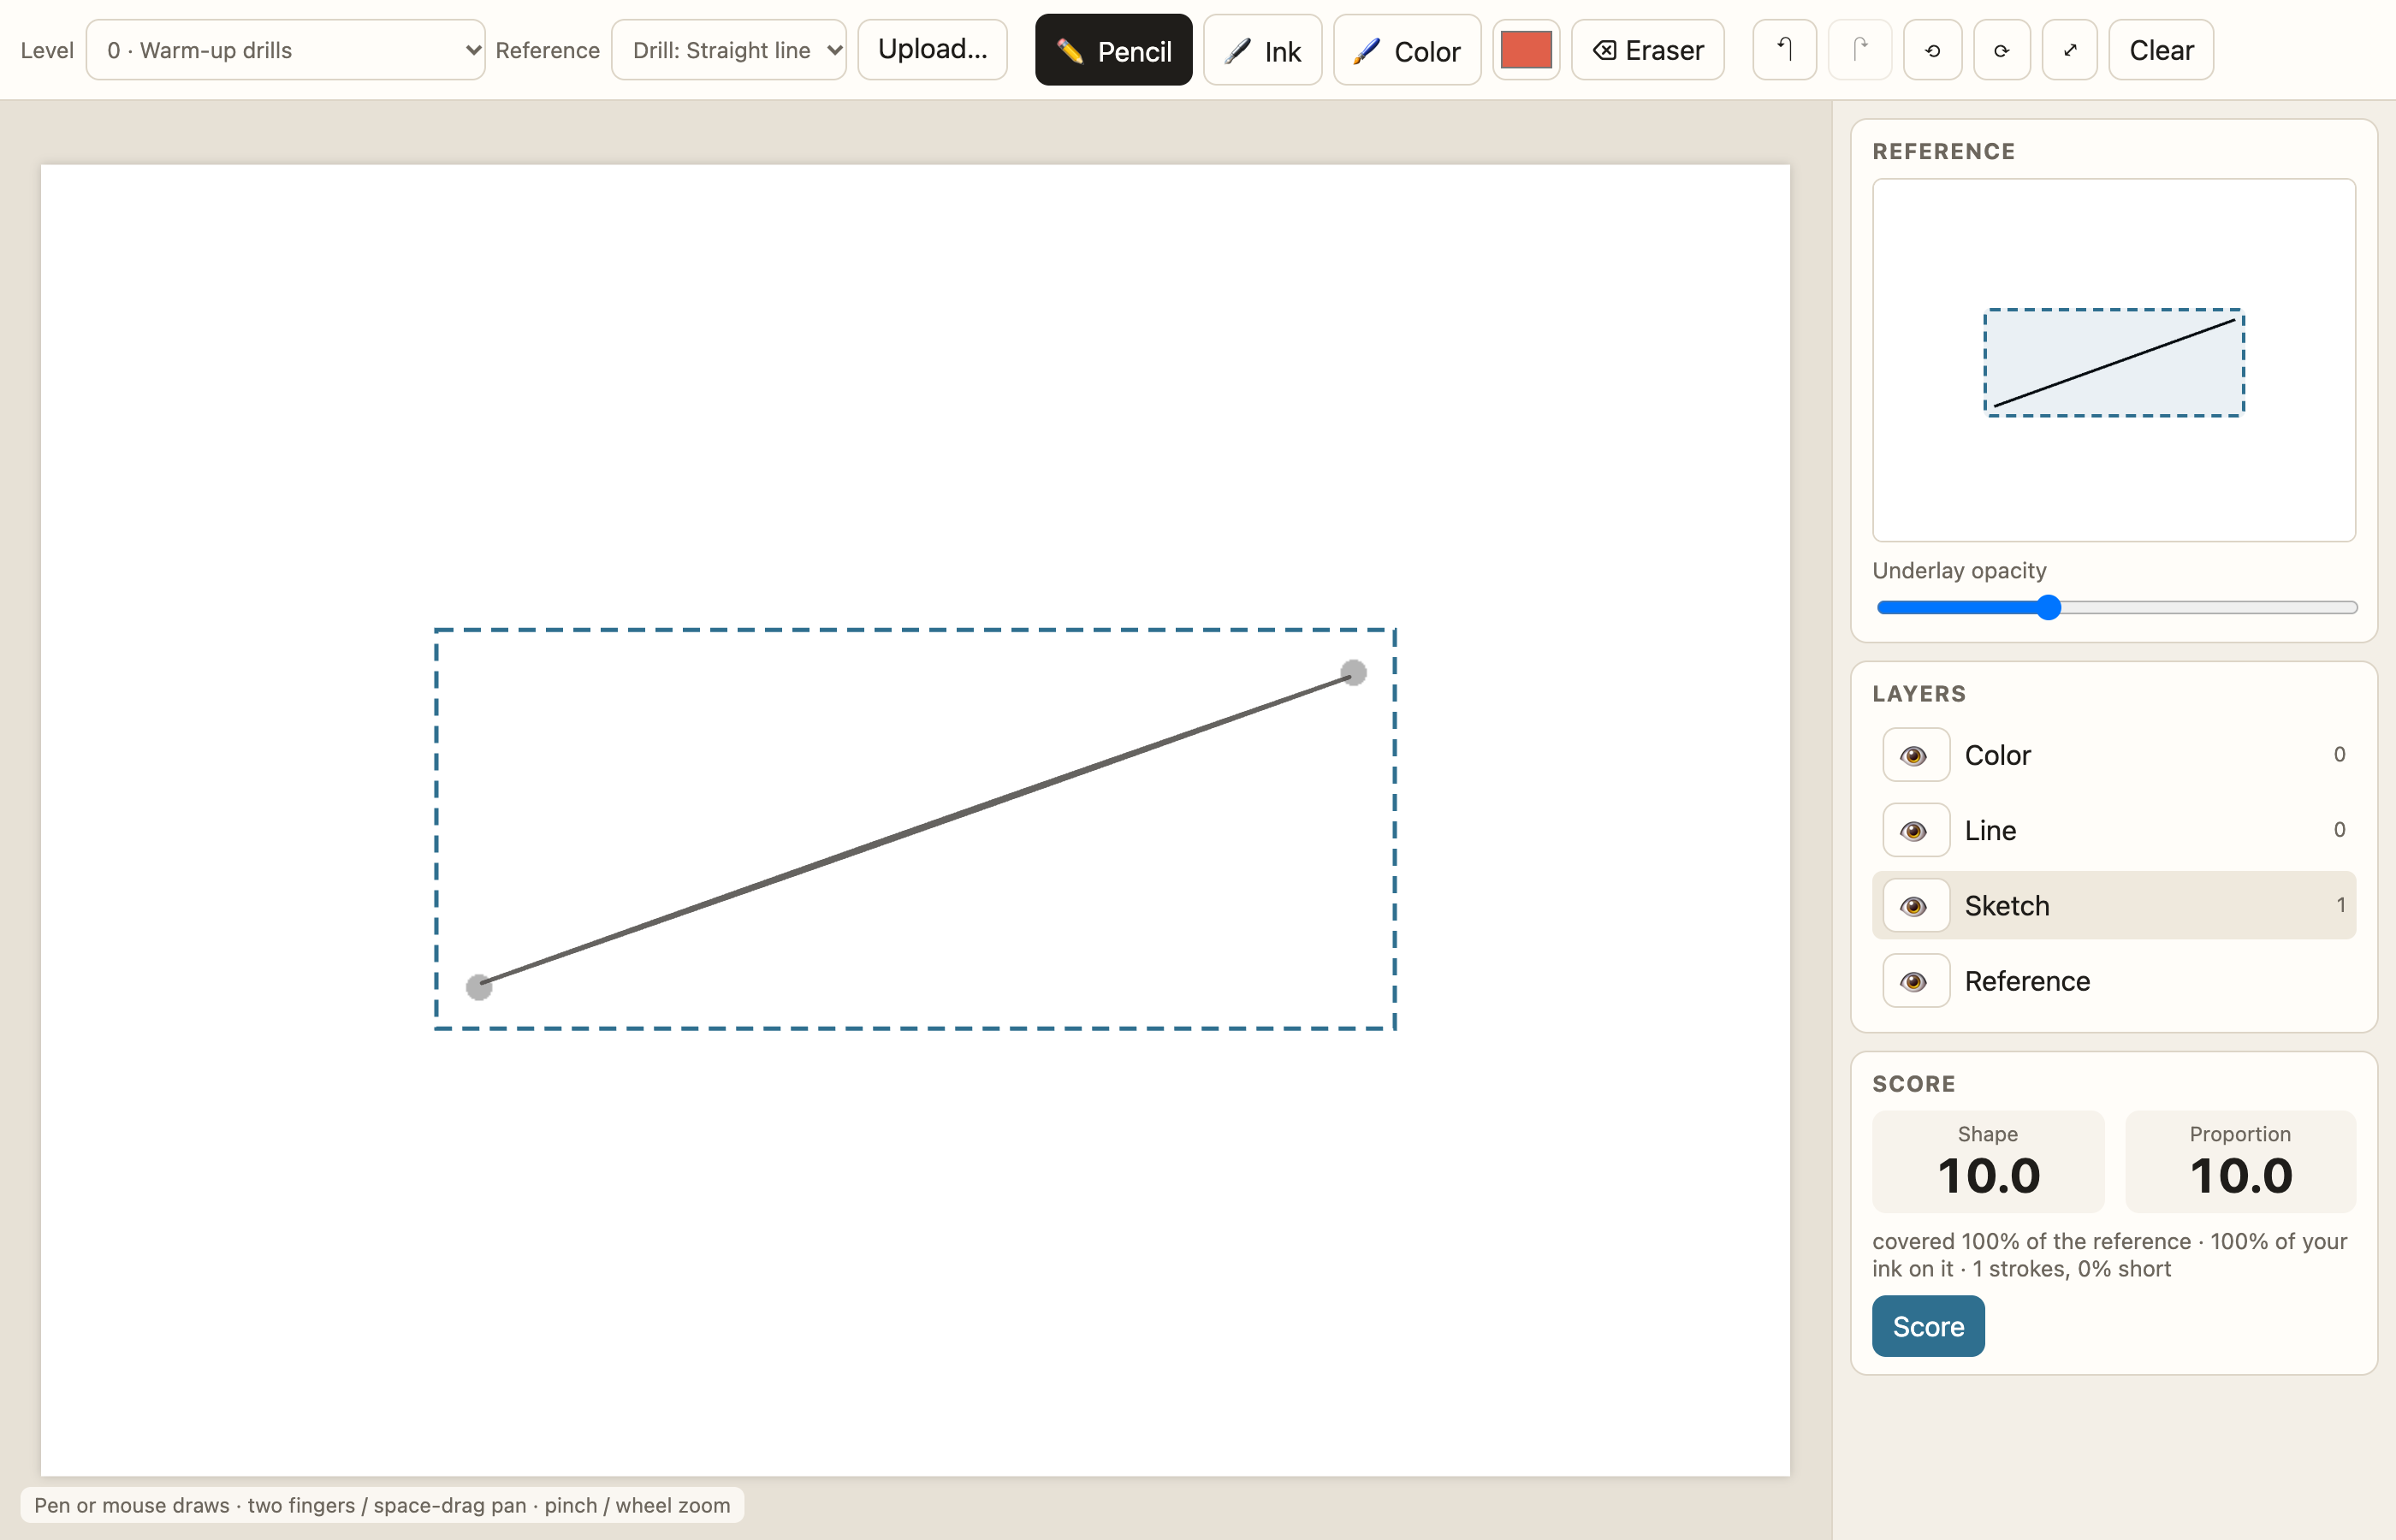 Level 0 · Warm-up drills Reference Drill: Straight line Upload... Pencil Ink Color Eraser Clear
REFERENCE
Underlay opacity
LAYERS
Color 0
Line 0
Sketch 1
Reference
SCORE
Shape Proportion
10.0 10.0
covered 100% of the reference · 100% of your
ink on it · 1 strokes, 0% short
Score
Pen or mouse draws · two fingers / space-drag pan · pinch / wheel zoom